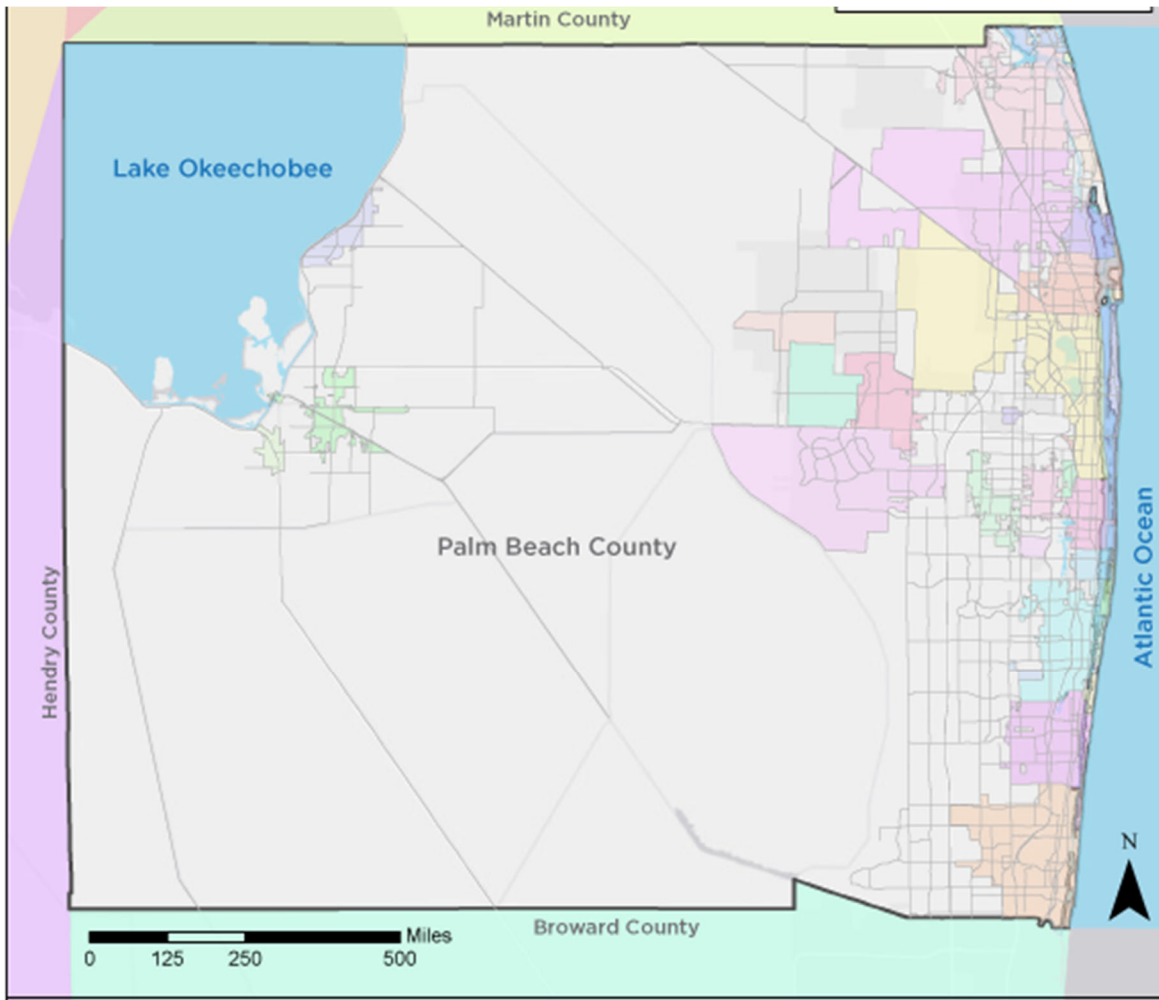 Martin County
Lake Okeechobee
Palm Beach County
Hendry County
Atlantic Ocean
N
Broward County
Miles
0 125 250 500